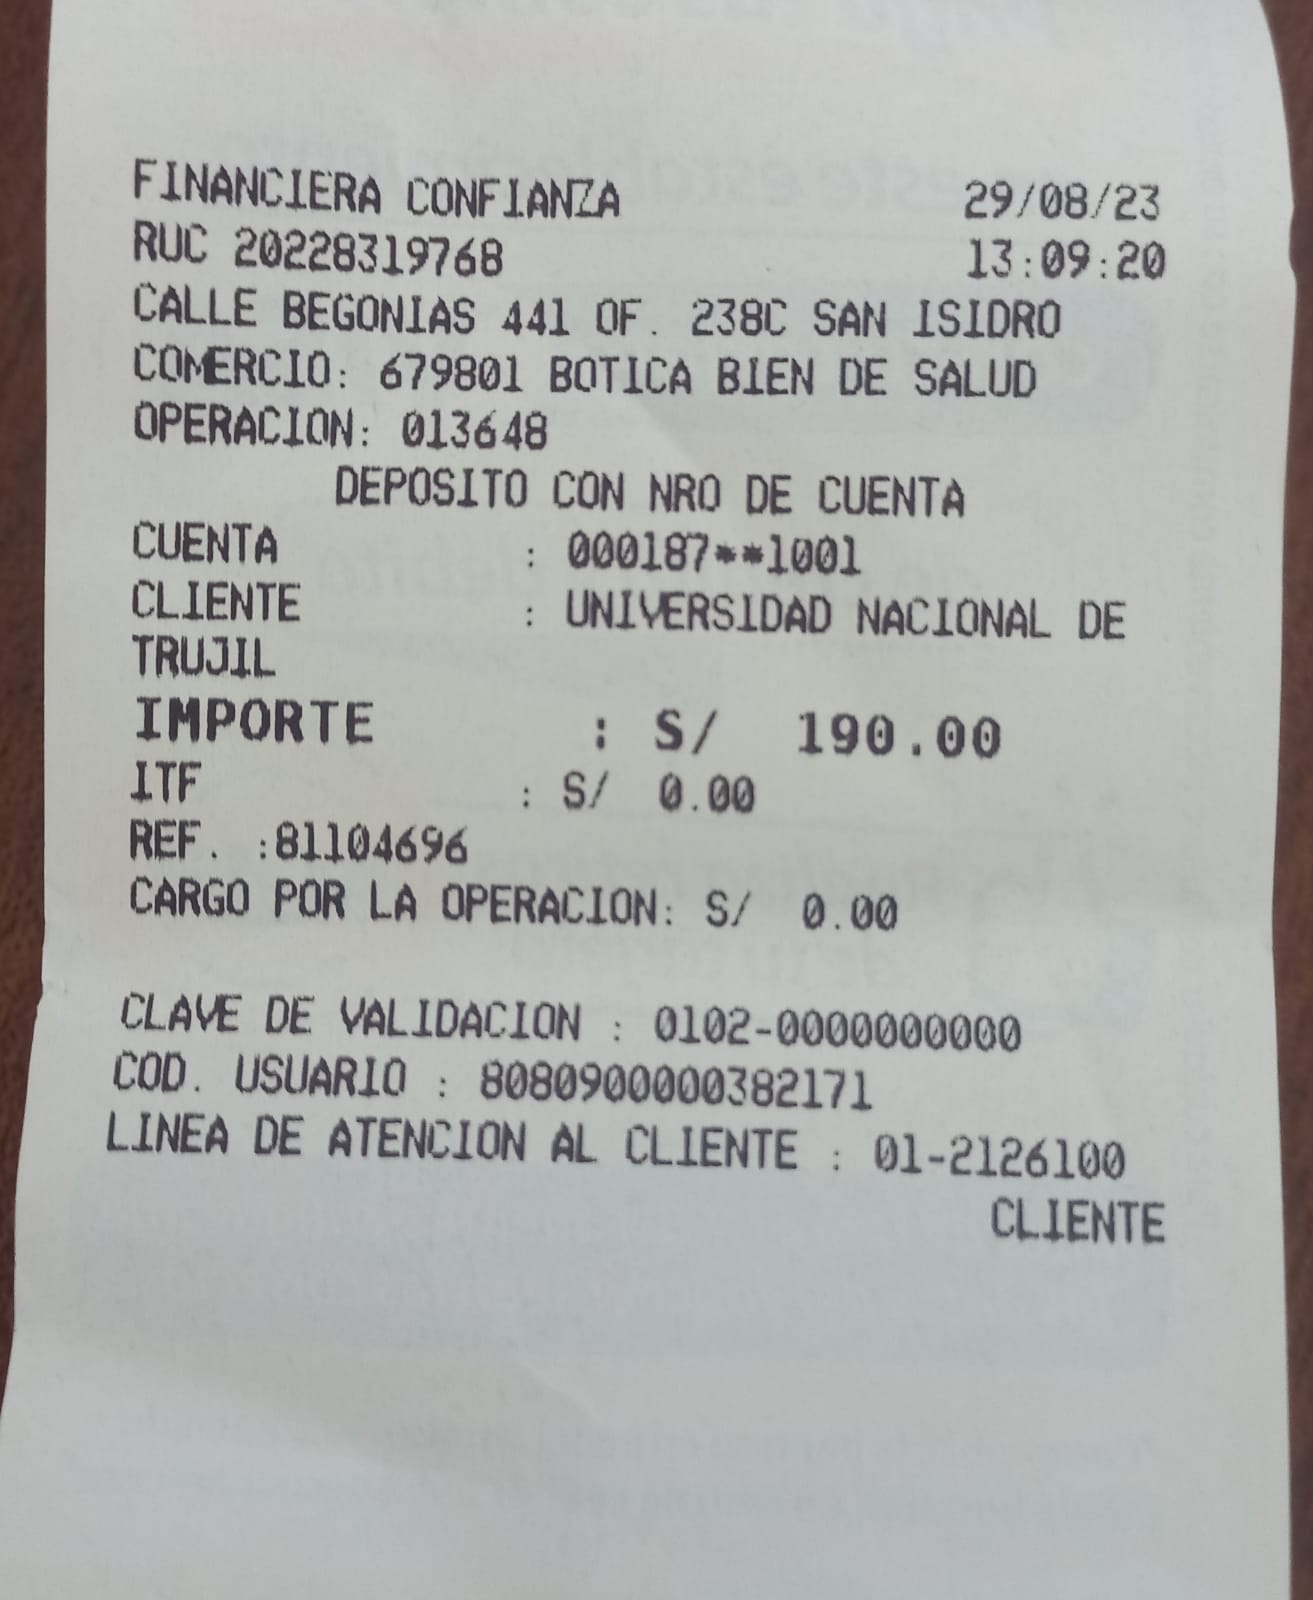 FINANCIERA CONFIANZA 29/08/23
RUC 20228319768 13:09:20
CALLE BEGONIAS 441 OF. 238C SAN ISIDRO
COMERCIO: 679801 BOTICA BIEN DE SALUD
OPERACION: 013648
DEPOSITO CON NRO DE CUENTA
CUENTA : 000187**1001
CLIENTE : UNIVERSIDAD NACIONAL DE
TRUJIL
IMPORTE : S/ 190.00
ITF : S/ 0.00
REF. :81104696
CARGO POR LA OPERACION: S/ 0.00
CLAVE DE VALIDACION : 0102-0000000000
COD. USUARIO : 8080900000382171
LINEA DE ATENCION AL CLIENTE : 01-2126100
CLIENTE